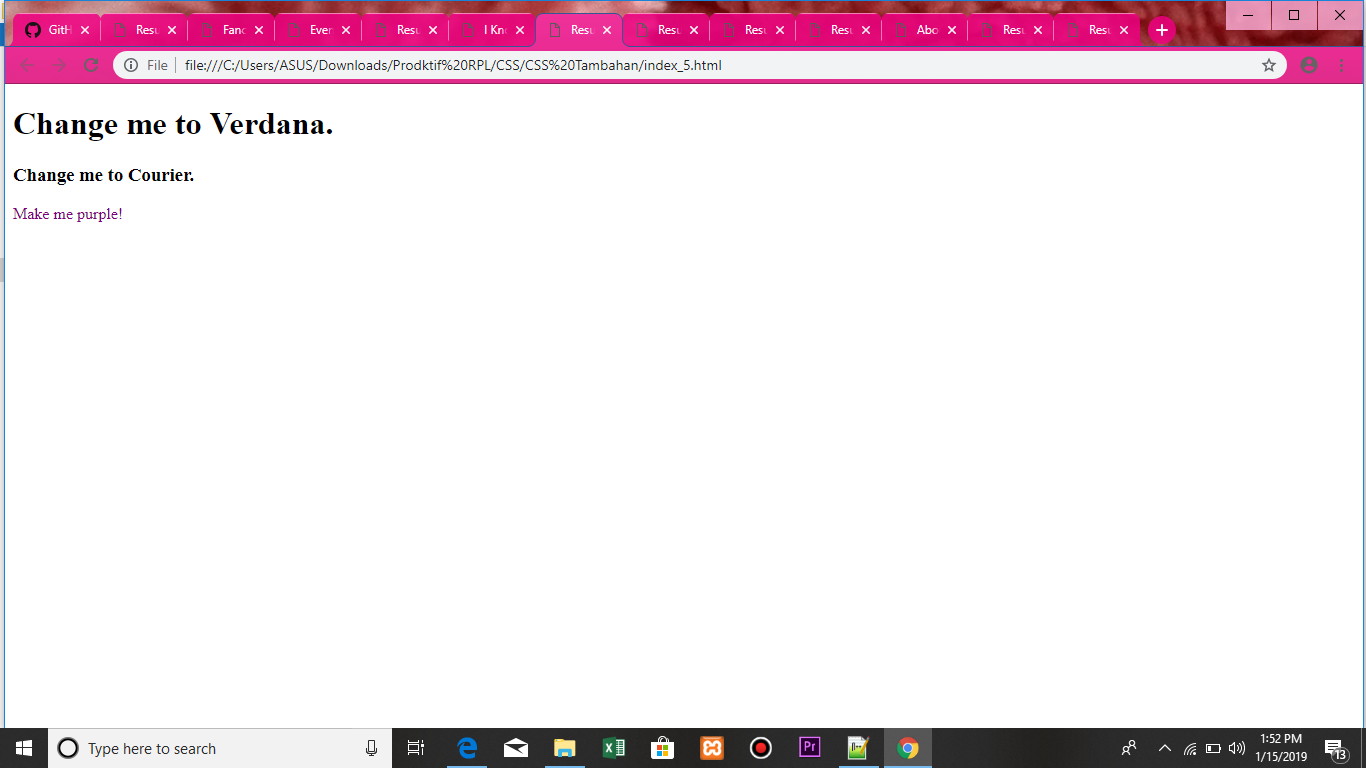 GitH Resu Fanc Ever Resu I Kno Resu Resu Resu Resu Abo Resu Resu
File file:///C:/Users/ASUS/Downloads/Prodktif%20RPL/CSS/CSS%20Tambahan/index_5.html
Change me to Verdana.
Change me to Courier.
Make me purple!
Type here to search
Pr
1:52 PM
1/15/2019
13